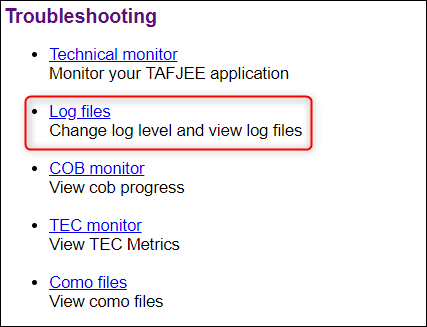 Troubleshooting
Technical monitor
Monitor your TAFJEE application
Log files
Change log level and view log files
COB monitor
View cob progress
TEC monitor
View TEC Metrics
Como files
View como files